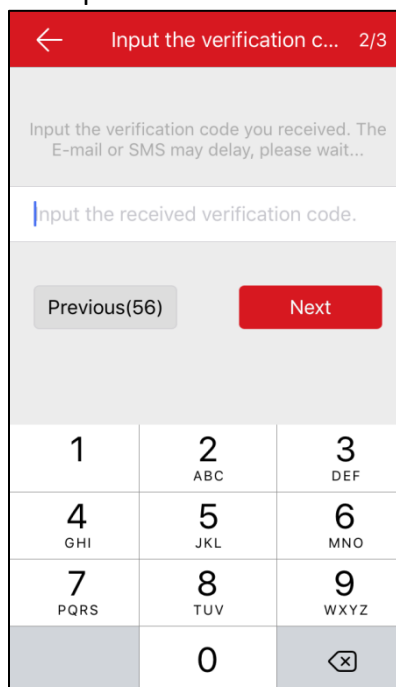 Input the verification c... 2/3
Input the verification code you received. The
E-mail or SMS may delay, please wait...
Input the received verification code.
Previous(56) Next
1 2 3
ABC DEF
4 5 6
GHI JKL MNO
7 8 9
PQRS TUV WXYZ
0